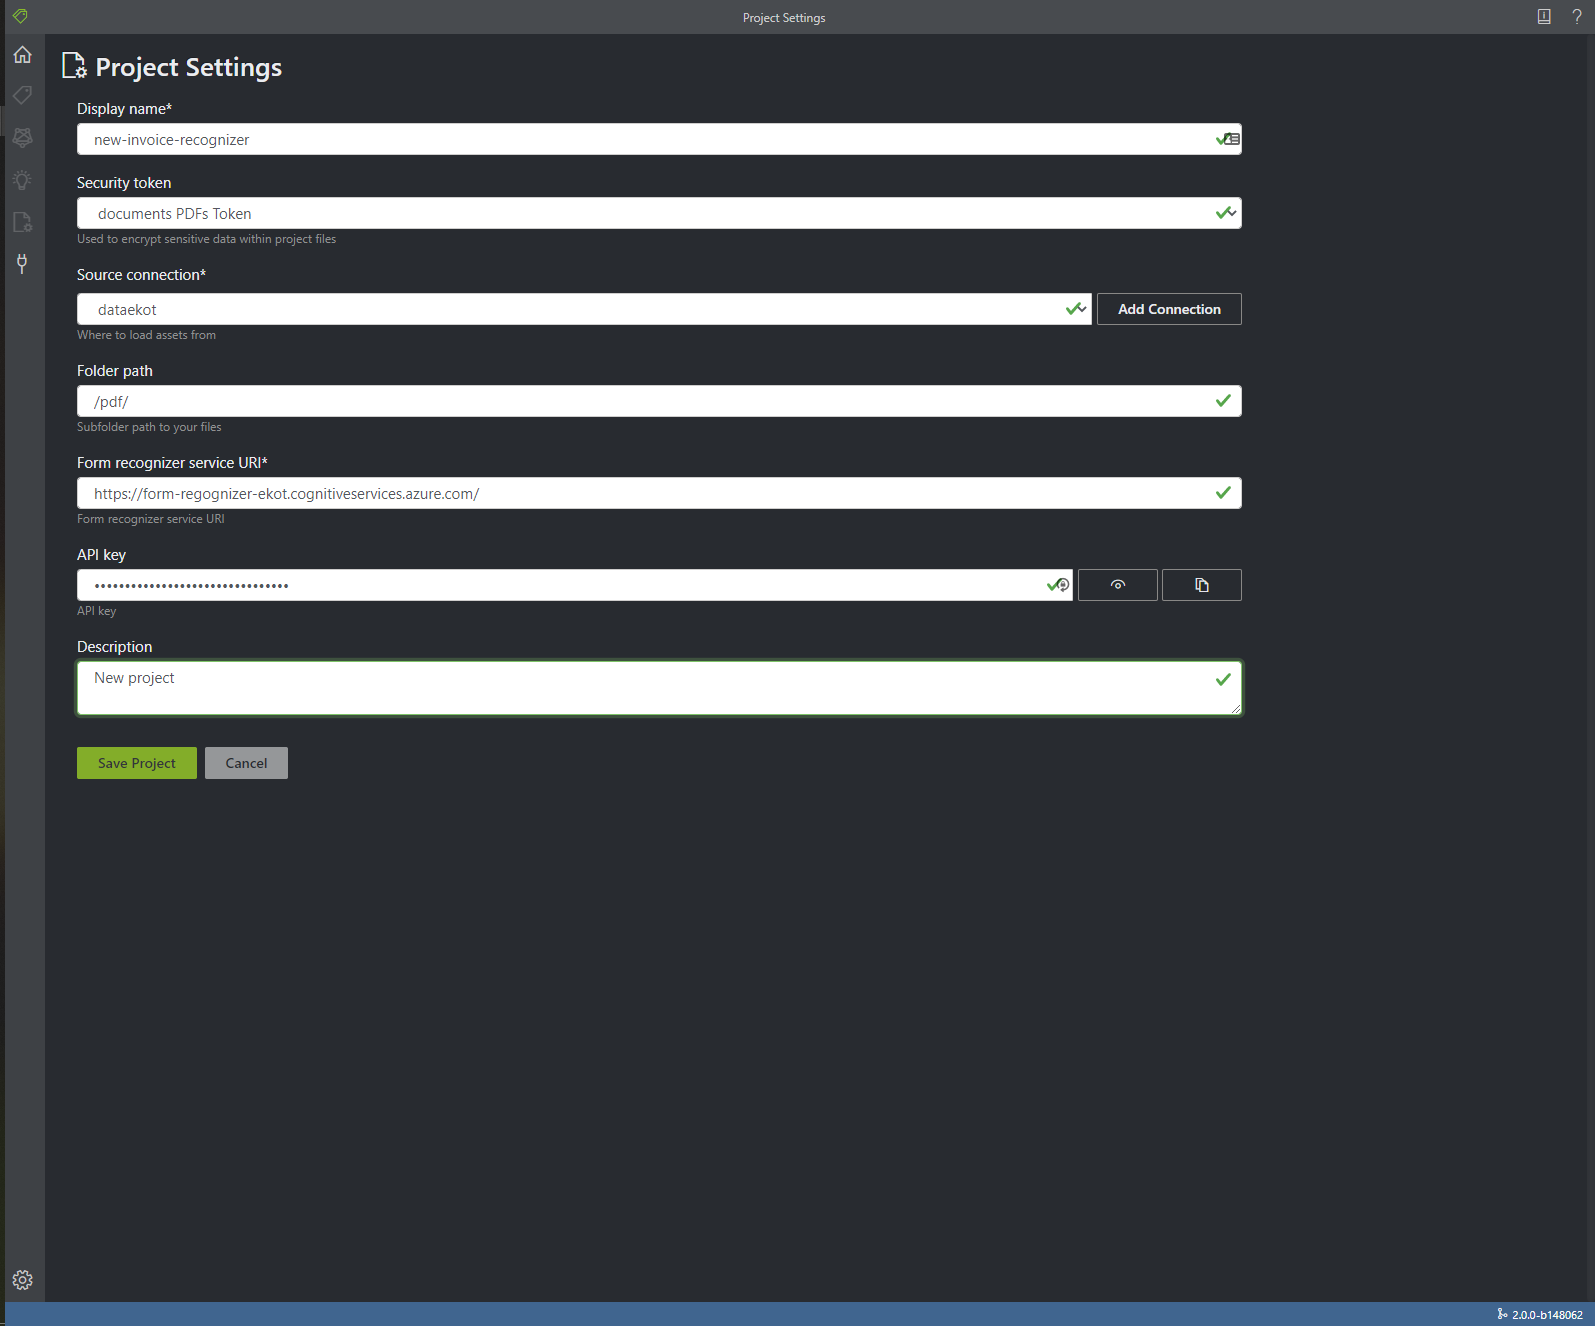 Project Settings
?
Project Settings
Display name*
new-invoice-recognizer
Security token
documents PDFs Token
Used to encrypt sensitive data within project files
Source connection*
dataekot
Add Connection
Where to load assets from
Folder path
/pdf/
Subfolder path to your files
Form recognizer service URI*
https://form-regognizer-ekot.cognitiveservices.azure.com/
Form recognizer service URI
API key
••••••••••••••••••••••••••••••••
API key
Description
New project
Save Project
Cancel
2.0.0-b148062